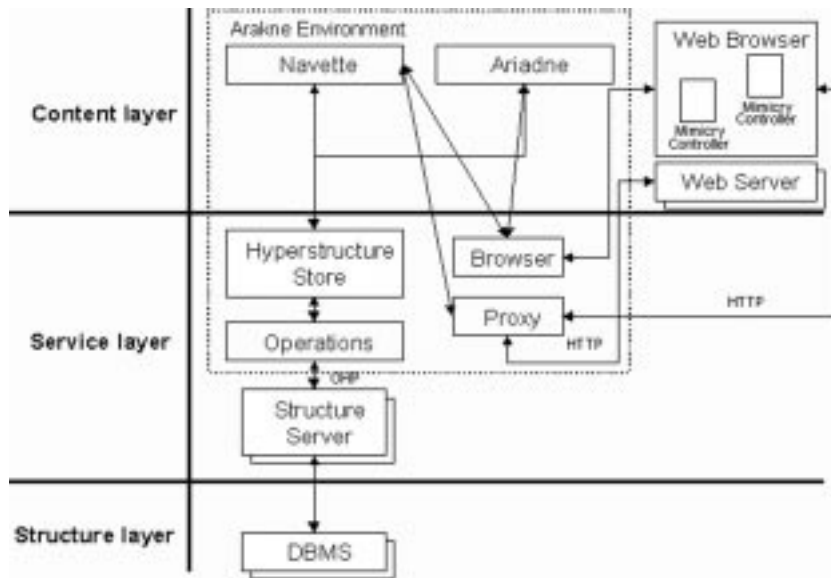 Arakne Environment
Navette
Ariadne
Web Browser
Mimicry
Controller
Mimicry
Controller
Content layer
Web Server
Hyperstructure
Store
Browser
Proxy
HTTP
Service layer
Operations
HTTP
OHP
Structure
Server
Structure layer
DBMS